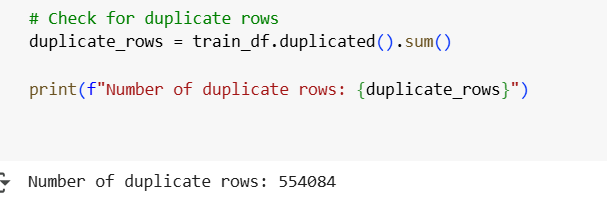 # Check for duplicate rows
duplicate_rows = train_df.duplicated().sum()
print(f"Number of duplicate rows: {duplicate_rows}")
Number of duplicate rows: 554084